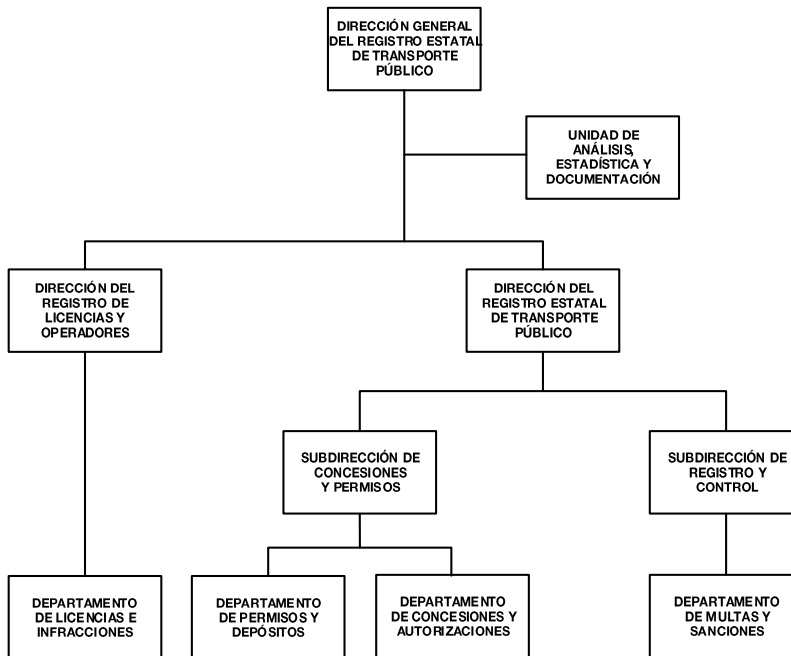 DIRECCIÓN GENERAL
DEL REGISTRO ESTATAL
DE TRANSPORTE
PÚBLICO
UNIDAD DE
ANÁLISIS,
ESTADÍSTICA Y
DOCUMENTACIÓN
DIRECCIÓN DEL
REGISTRO DE
LICENCIAS Y
OPERADORES
DIRECCIÓN DEL
REGISTRO ESTATAL
DE TRANSPORTE
PÚBLICO
SUBDIRECCIÓN DE
CONCESIONES
Y PERMISOS
SUBDIRECCIÓN DE
REGISTRO Y
CONTROL
DEPARTAMENTO
DE LICENCIAS E
INFRACCIONES
DEPARTAMENTO
DE PERMISOS Y
DEPÓSITOS
DEPARTAMENTO
DE CONCESIONES Y
AUTORIZACIONES
DEPARTAMENTO
DE MULTAS Y
SANCIONES